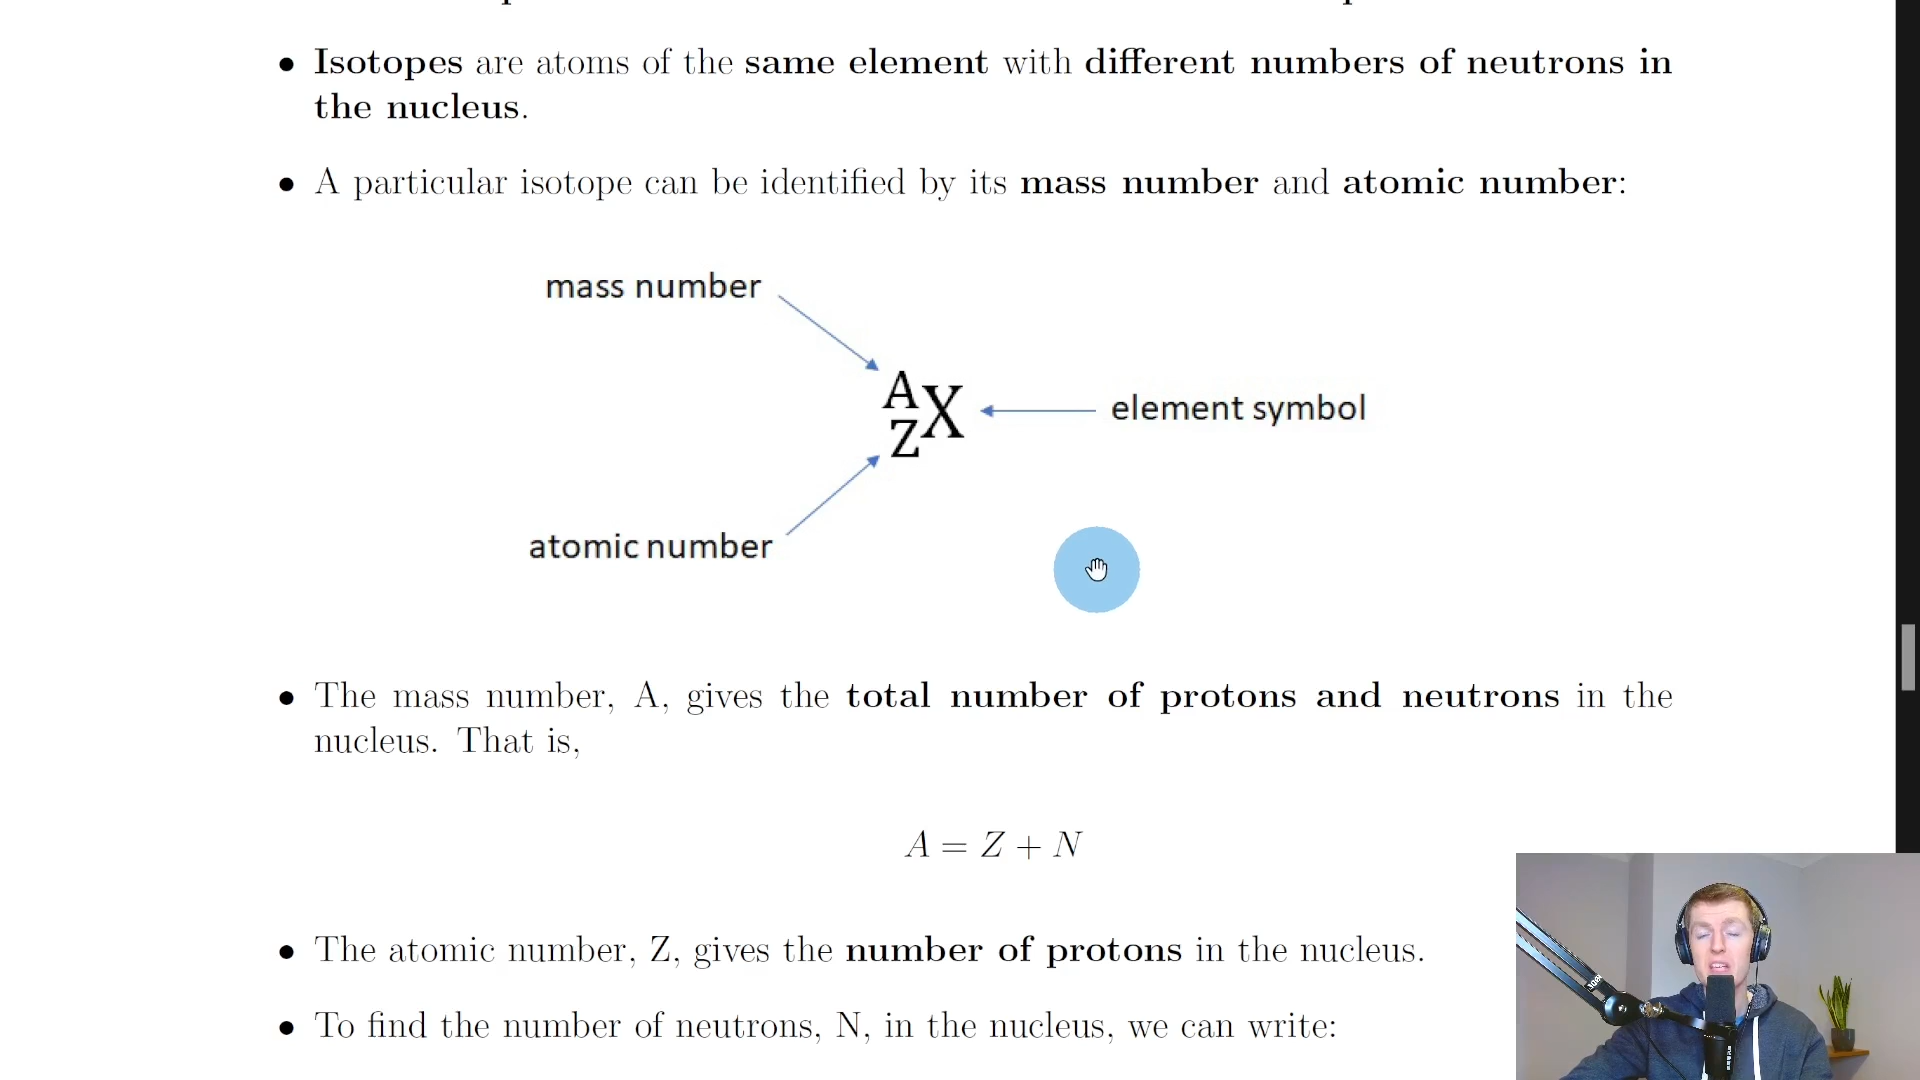 • Isotopes are atoms of the same element with different numbers of neutrons in
the nucleus.
• A particular isotope can be identified by its mass number and atomic number:
mass number
A
Z
X
element symbol
atomic number
• The mass number, A, gives the total number of protons and neutrons in the
nucleus. That is,
A = Z + N
• The atomic number, Z, gives the number of protons in the nucleus.
• To find the number of neutrons, N, in the nucleus, we can write: